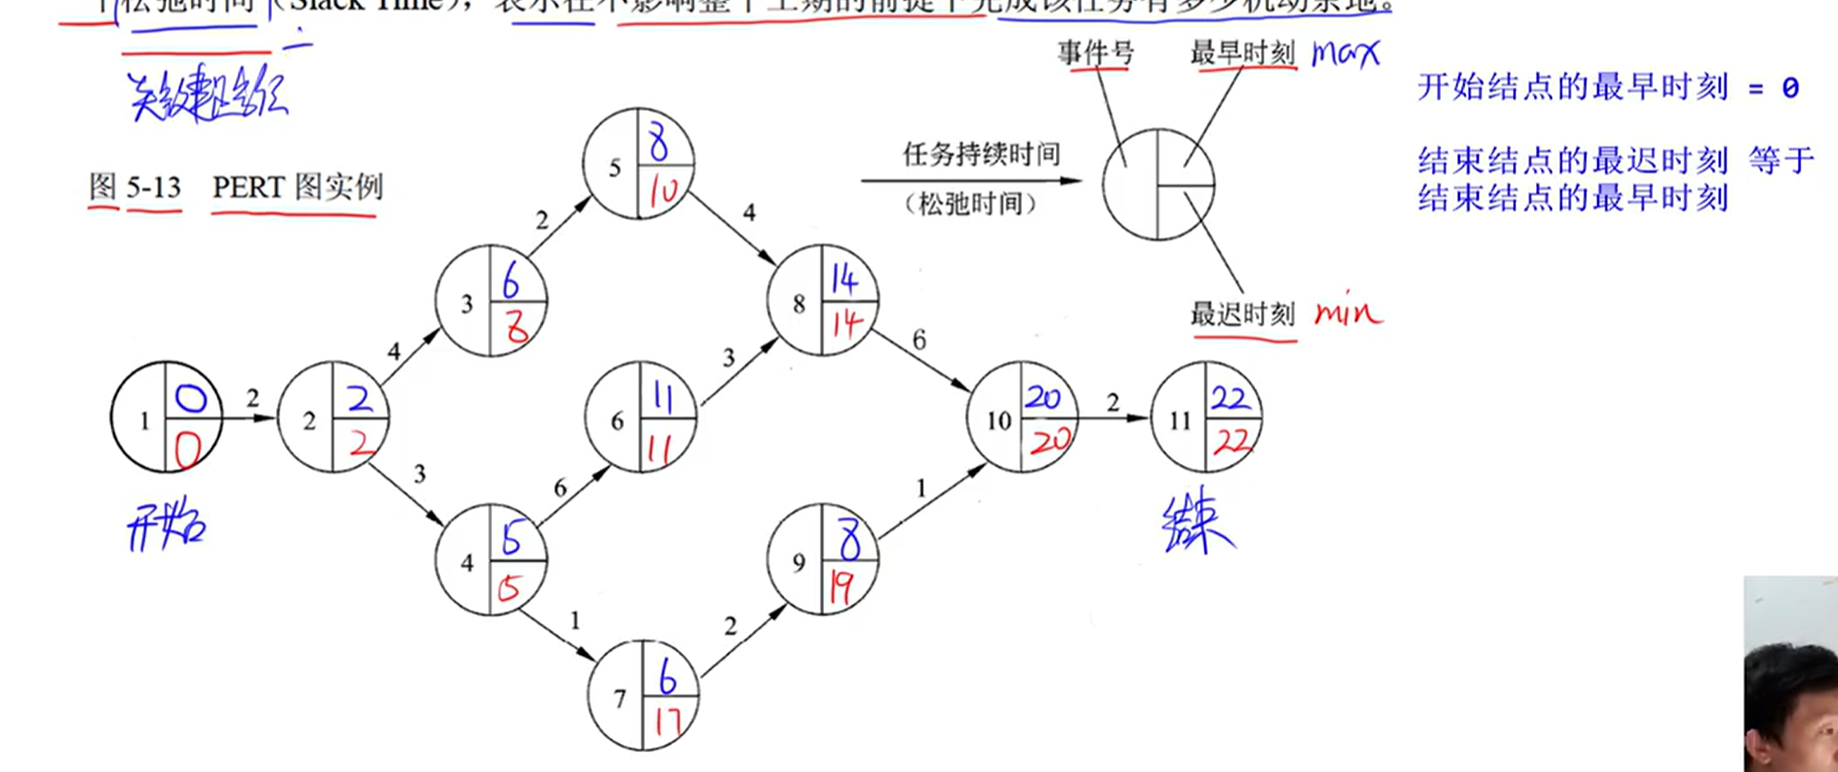 个松弛时间（Slack Time），表示在不影响整个工期的前提下完成该任务有多少机动余地。
关键路径
事件号 最早时刻 max
开始结点的最早时刻 = 0
任务持续时间
（松弛时间）
结束结点的最迟时刻 等于
结束结点的最早时刻
最迟时刻 min
图 5-13 PERT 图实例
5 8 10
2 4
3 6 8
8 14 14
4 3 6
1 0 0
2
2 2 2
6 11 11
10 20 20
2
11 22 22
3 6 1
开始
结束
4 5 5
9 8 19
1 2
7 6 17